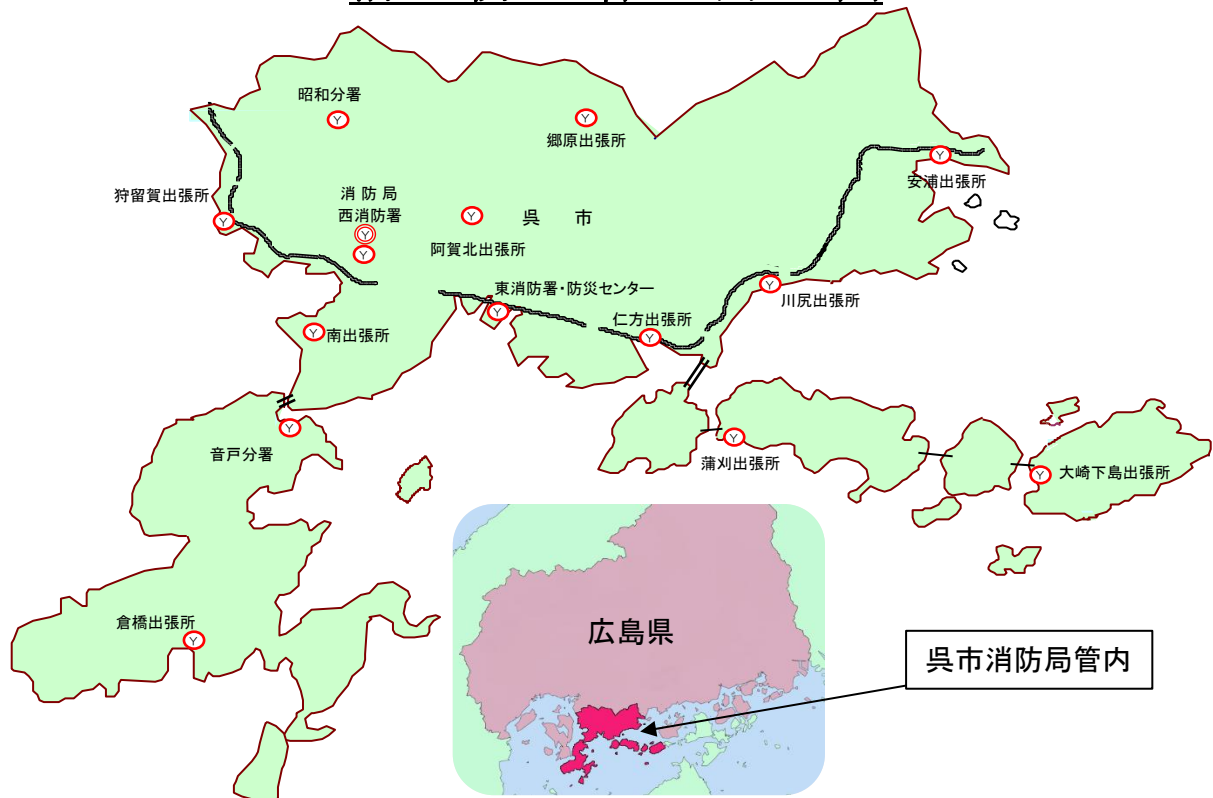 昭和分署
郷原出張所
安浦出張所
狩留賀出張所
消防局
西消防署
阿賀北出張所
呉市
東消防署・防災センター
川尻出張所
仁方出張所
南出張所
音戸分署
蒲刈出張所
大崎下島出張所
倉橋出張所
広島県
呉市消防局管内